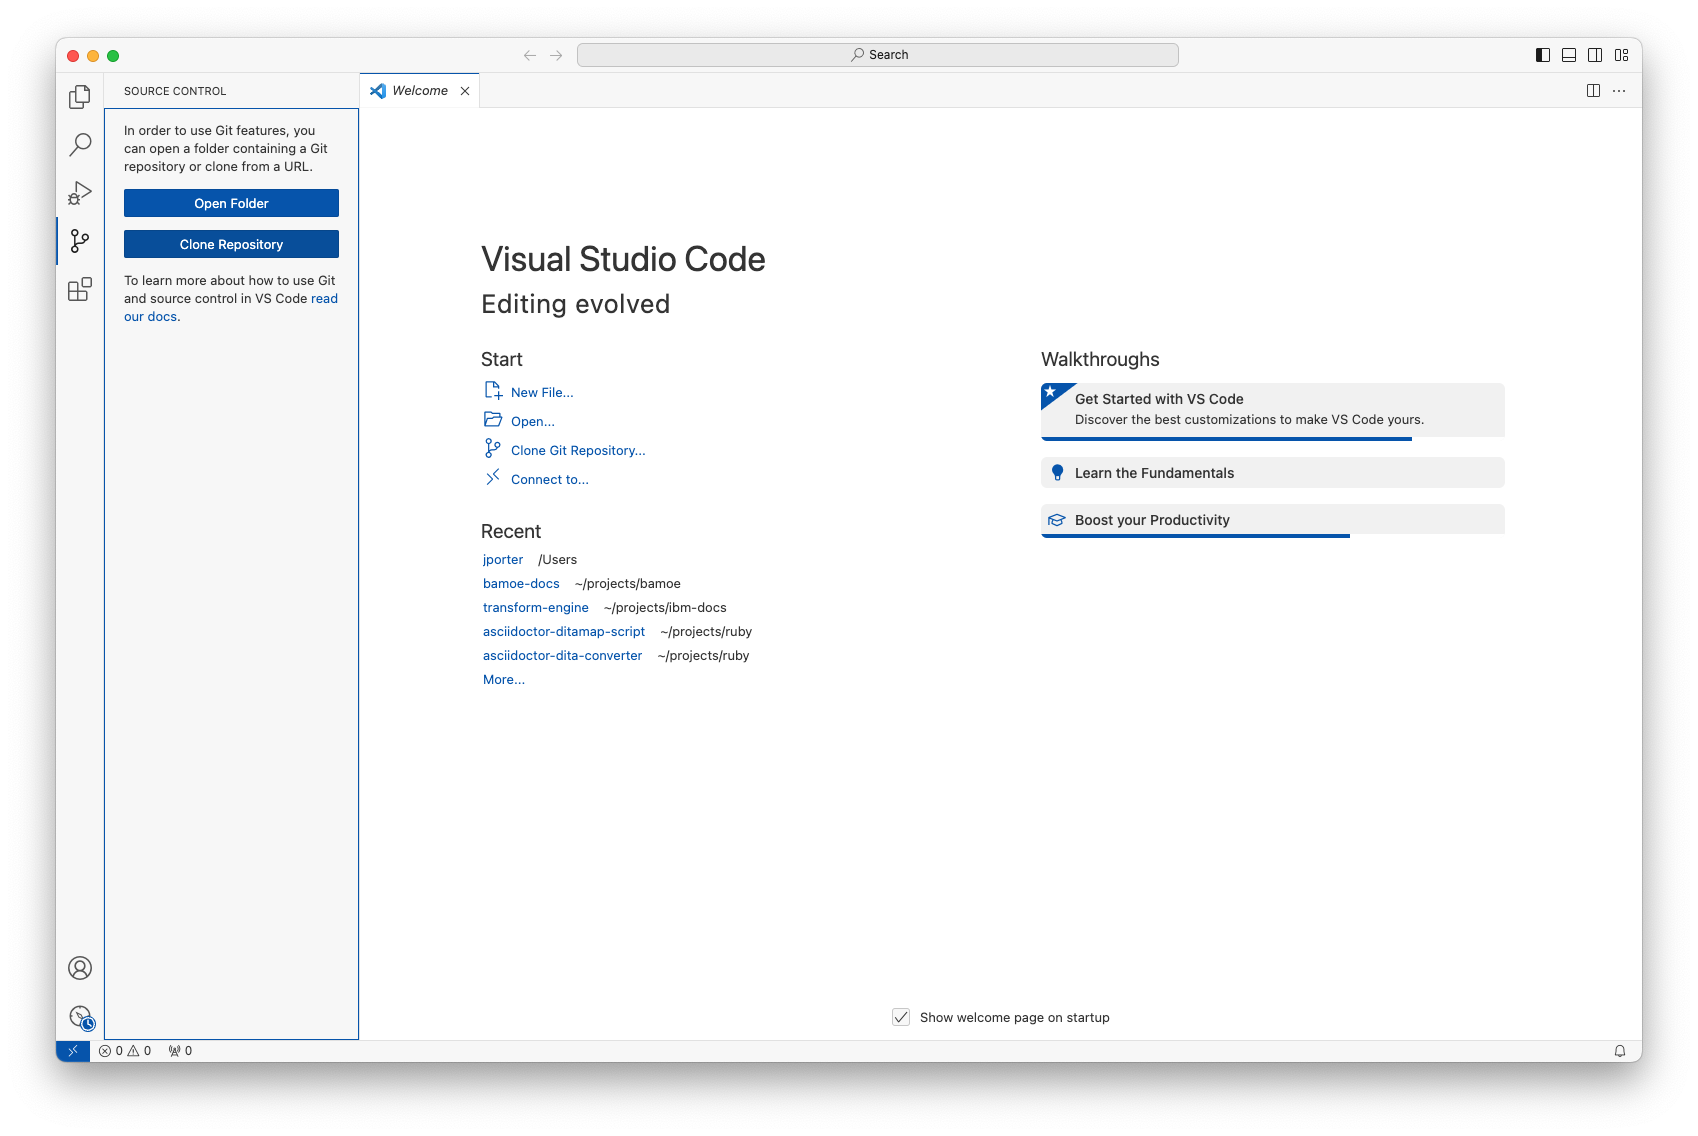 Search
SOURCE CONTROL
Welcome
In order to use Git features, you
can open a folder containing a Git
repository or clone from a URL.
Open Folder
Clone Repository
To learn more about how to use Git
and source control in VS Code read
our docs.
Visual Studio Code
Editing evolved
Start
New File...
Open...
Clone Git Repository...
Connect to...
Recent
jporter /Users
bamoe-docs ~/projects/bamoe
transform-engine ~/projects/ibm-docs
asciidoctor-ditamap-script ~/projects/ruby
asciidoctor-dita-converter ~/projects/ruby
More...
Walkthroughs
Get Started with VS Code
Discover the best customizations to make VS Code yours.
Learn the Fundamentals
Boost your Productivity
Show welcome page on startup
0 0 0